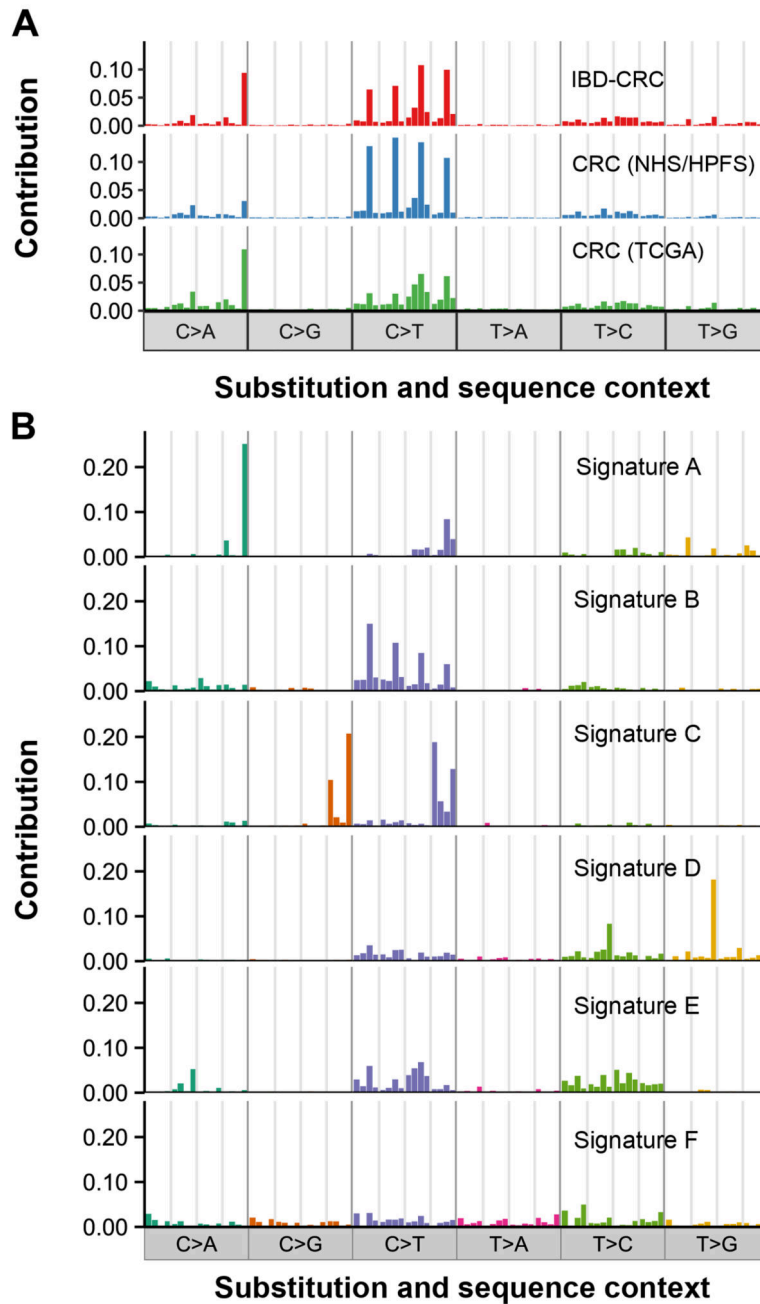 A
Contribution
0.10
0.05
0.00
IBD-CRC
0.10
0.05
0.00
CRC (NHS/HPFS)
0.10
0.05
0.00
CRC (TCGA)
C>A C>G C>T T>A T>C T>G
Substitution and sequence context
B
Contribution
0.20
0.10
0.00
Signature A
0.20
0.10
0.00
Signature B
0.20
0.10
0.00
Signature C
0.20
0.10
0.00
Signature D
0.20
0.10
0.00
Signature E
0.20
0.10
0.00
Signature F
C>A C>G C>T T>A T>C T>G
Substitution and sequence context